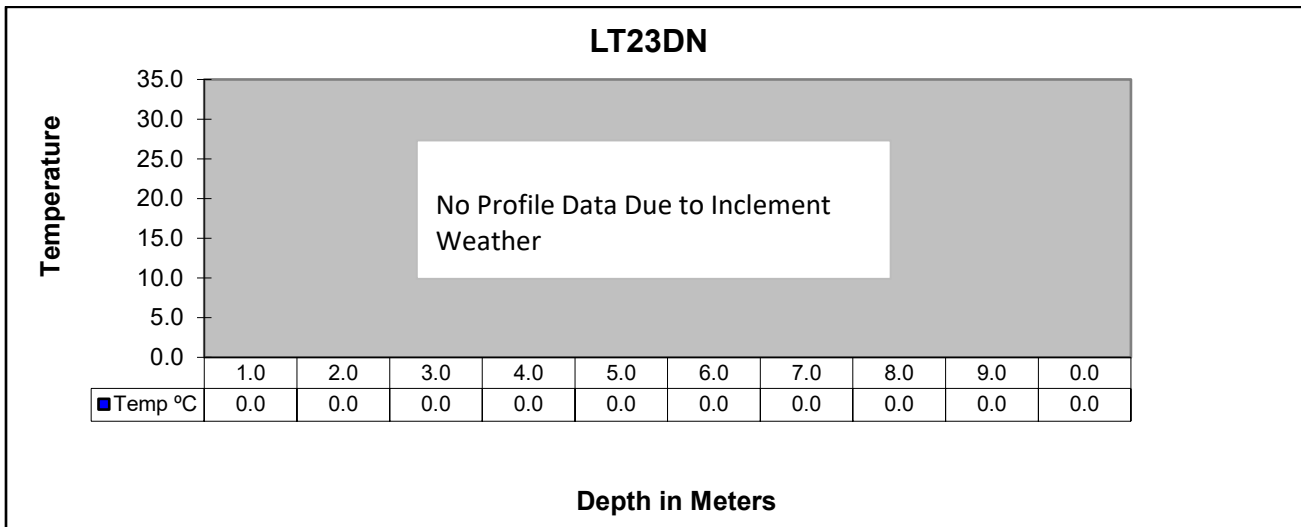 LT23DN
Temperature
35.0
30.0
25.0
20.0
15.0
10.0
5.0
0.0
No Profile Data Due to Inclement
Weather
1.0 2.0 3.0 4.0 5.0 6.0 7.0 8.0 9.0 0.0
Temp ºC 0.0 0.0 0.0 0.0 0.0 0.0 0.0 0.0 0.0 0.0
Depth in Meters